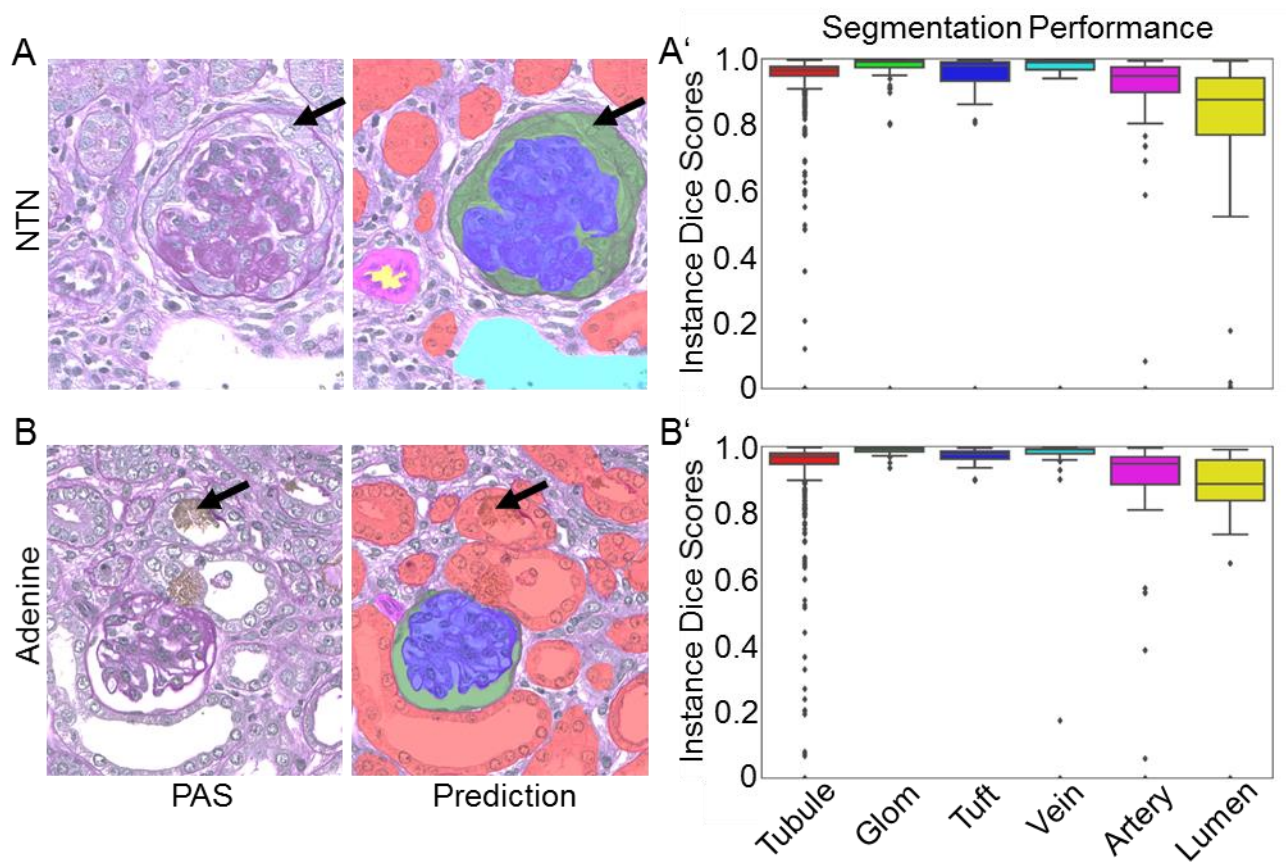 A
NTN
A'
Segmentation Performance
Instance Dice Scores
1.0
0.8
0.6
0.4
0.2
0
B
Adenine
PAS
Prediction
B'
Instance Dice Scores
1.0
0.8
0.6
0.4
0.2
0
Tubule
Glom
Tuft
Vein
Artery
Lumen